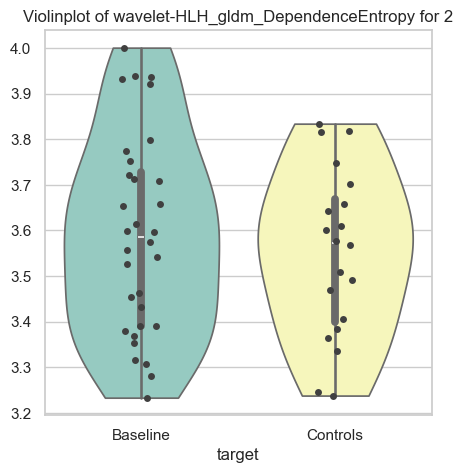 Violinplot of wavelet-HLH_gldm_DependenceEntropy for 2
4.0
3.9
3.8
3.7
3.6
3.5
3.4
3.3
3.2
Baseline
Controls
target